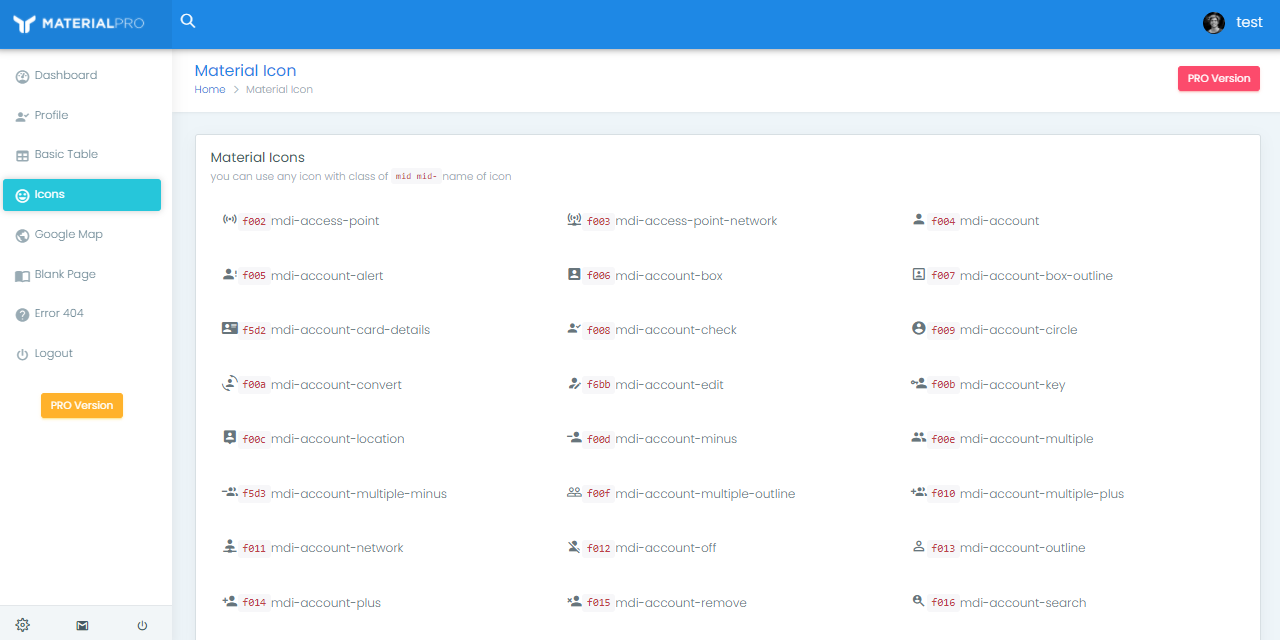 MATERIALPRO
test
Dashboard
Profile
Basic Table
Icons
Google Map
Blank Page
Error 404
Logout
PRO Version
Material Icon
Home > Material Icon
PRO Version
Material Icons
you can use any icon with class of mid mid- name of icon
f002 mdi-access-point
f003 mdi-access-point-network
f004 mdi-account
f005 mdi-account-alert
f006 mdi-account-box
f007 mdi-account-box-outline
f5d2 mdi-account-card-details
f008 mdi-account-check
f009 mdi-account-circle
f00a mdi-account-convert
f6bb mdi-account-edit
f00b mdi-account-key
f00c mdi-account-location
f00d mdi-account-minus
f00e mdi-account-multiple
f5d3 mdi-account-multiple-minus
f00f mdi-account-multiple-outline
f010 mdi-account-multiple-plus
f011 mdi-account-network
f012 mdi-account-off
f013 mdi-account-outline
f014 mdi-account-plus
f015 mdi-account-remove
f016 mdi-account-search